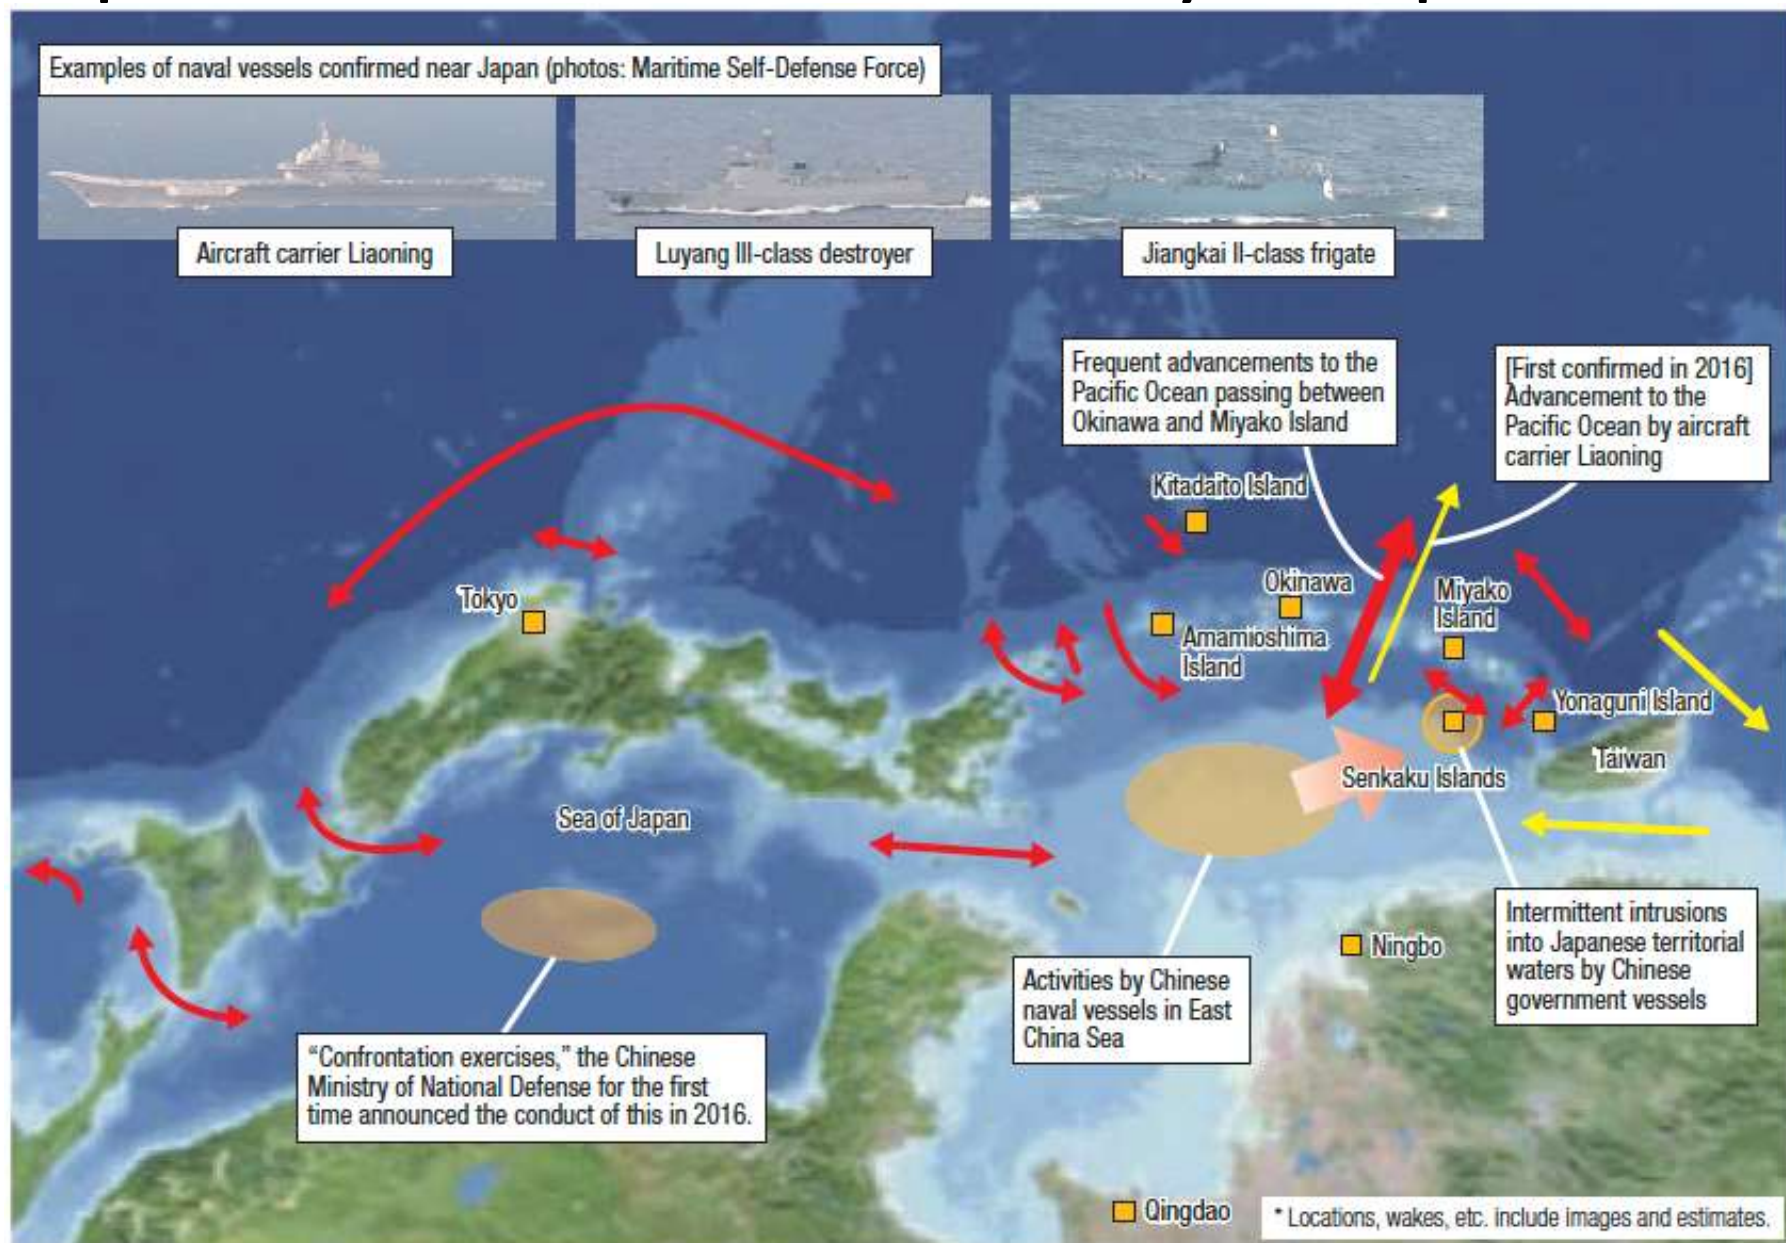 Examples of naval vessels confirmed near Japan (photos: Maritime Self-Defense Force)
Aircraft carrier Liaoning
Luyang III-class destroyer
Jiangkai II-class frigate
Frequent advancements to the
Pacific Ocean passing between
Okinawa and Miyako Island
[First confirmed in 2016]
Advancement to the
Pacific Ocean by aircraft
carrier Liaoning
Kitadaito Island
Tokyo
Okinawa
Miyako
Island
Amamioshima
Island
Yonaguni Island
Taiwan
Senkaku Islands
Sea of Japan
Ningbo
Intermittent intrusions
into Japanese territorial
waters by Chinese
government vessels
Activities by Chinese
naval vessels in East
China Sea
“Confrontation exercises,” the Chinese
Ministry of National Defense for the first
time announced the conduct of this in 2016.
Qingdao
* Locations, wakes, etc. include images and estimates.